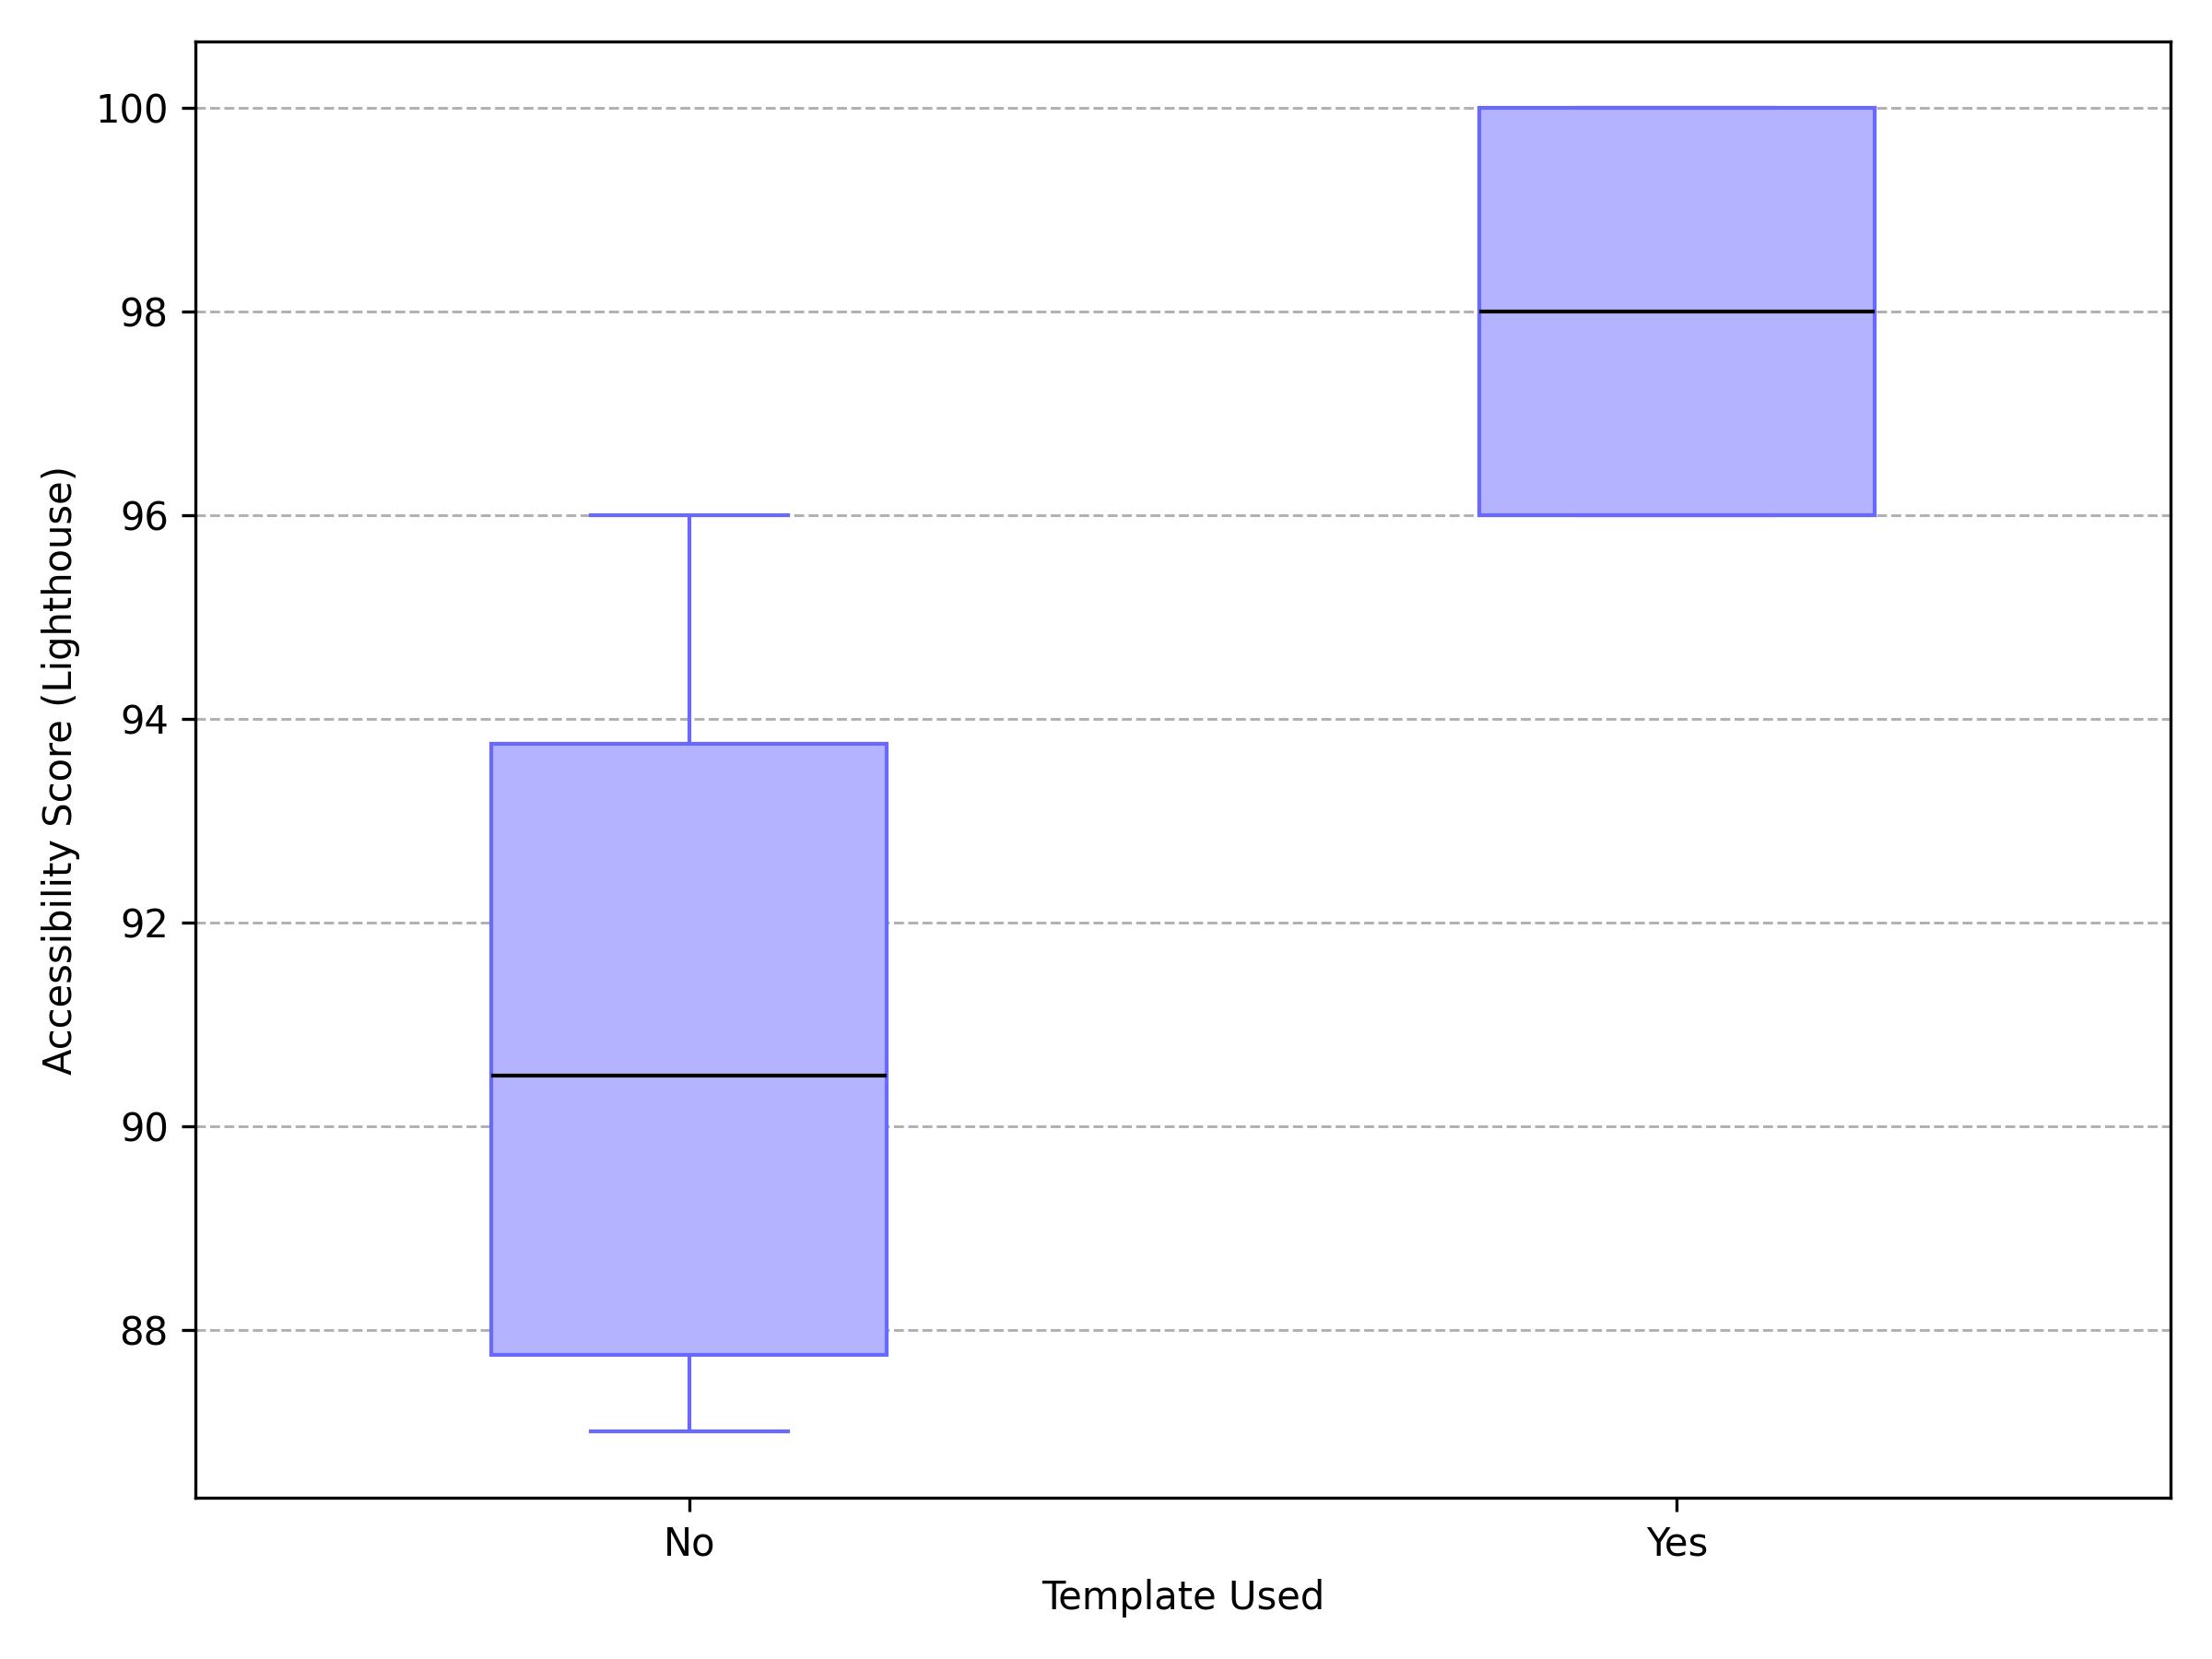 Accessibility Score (Lighthouse)
100
98
96
94
92
90
88
No
Yes
Template Used